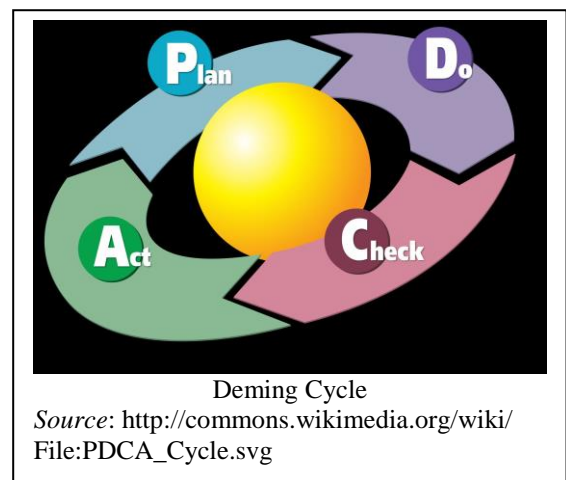 Plan
Do
Act
Check
Deming Cycle
Source: http://commons.wikimedia.org/wiki/
File:PDCA_Cycle.svg